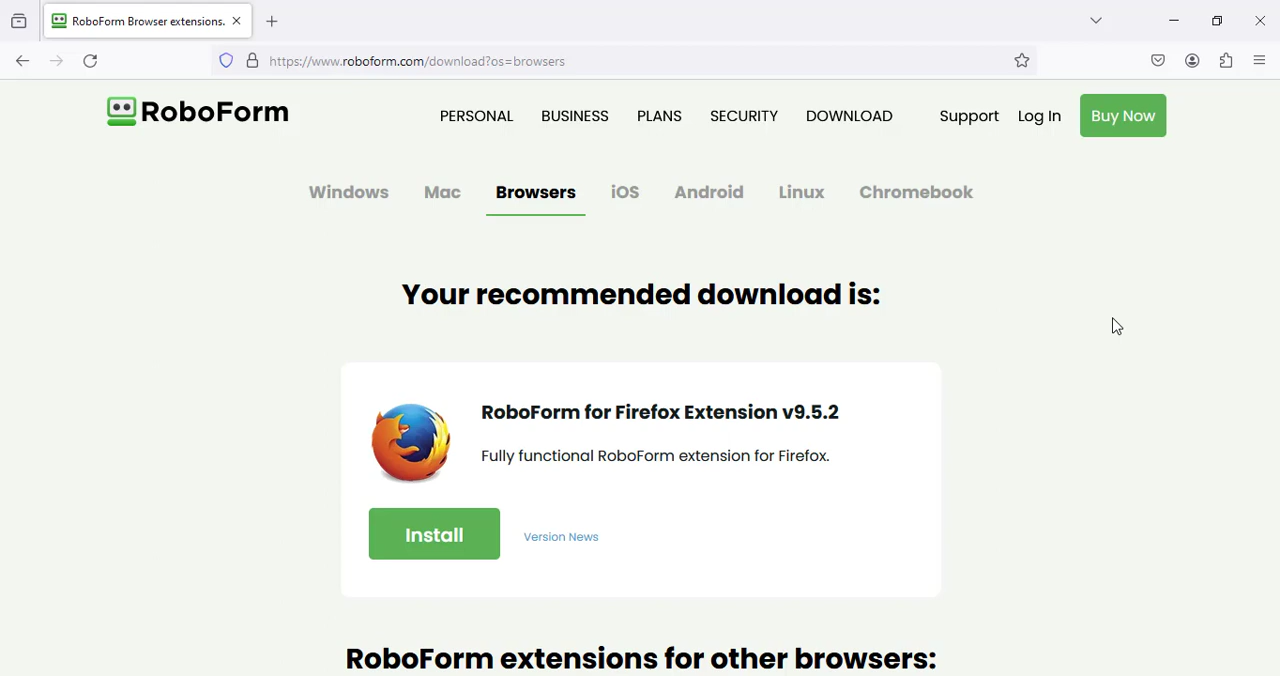 RoboForm Browser extensions.
https://www.roboform.com/download?os=browsers
RoboForm
PERSONAL BUSINESS PLANS SECURITY DOWNLOAD Support Log In Buy Now
Windows Mac Browsers iOS Android Linux Chromebook
Your recommended download is:
RoboForm for Firefox Extension v9.5.2
Fully functional RoboForm extension for Firefox.
Install Version News
RoboForm extensions for other browsers: